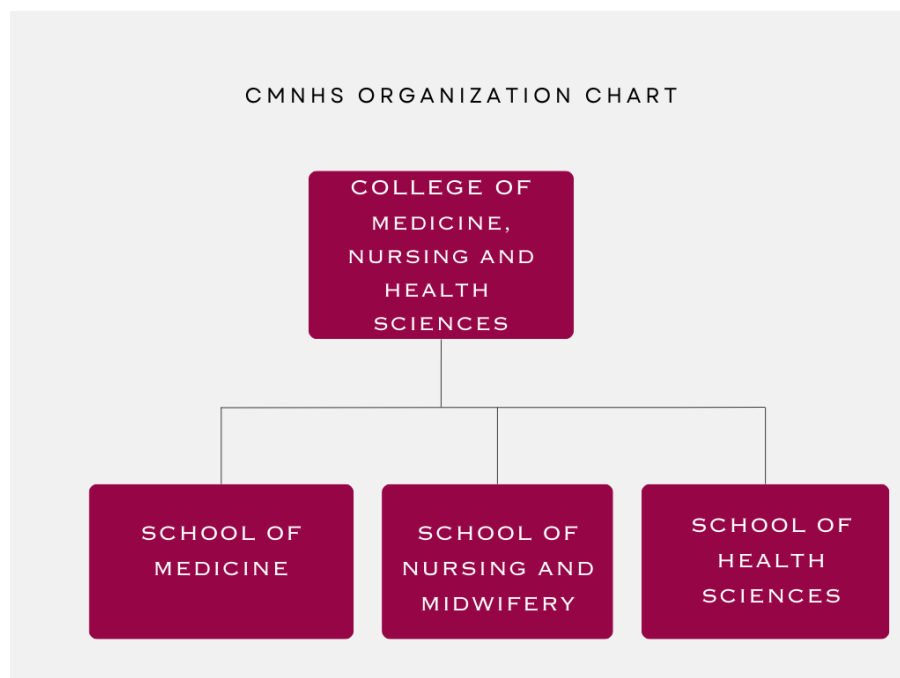 CMNHS ORGANIZATION CHART
COLLEGE OF
MEDICINE,
NURSING AND
HEALTH
SCIENCES
SCHOOL OF
MEDICINE
SCHOOL OF
NURSING AND
MIDWIFERY
SCHOOL OF
HEALTH
SCIENCES